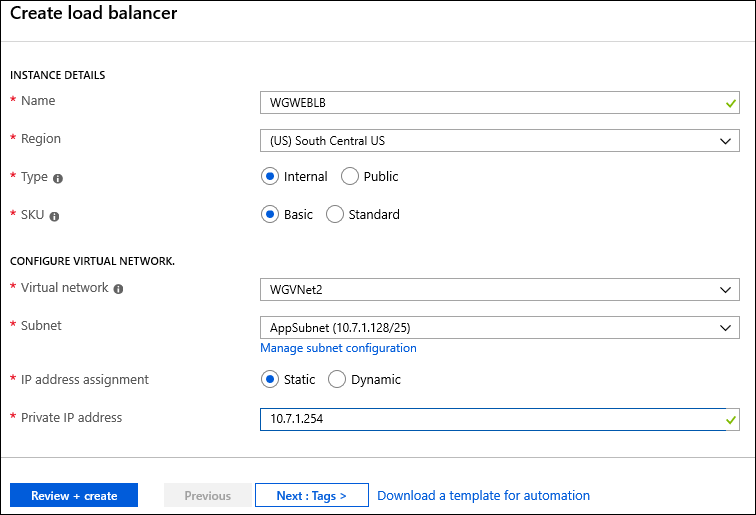 Create load balancer
INSTANCE DETAILS
* Name WGWEBLB
* Region (US) South Central US
* Type Internal Public
* SKU Basic Standard
CONFIGURE VIRTUAL NETWORK.
* Virtual network WGVNet2
* Subnet AppSubnet (10.7.1.128/25)
Manage subnet configuration
* IP address assignment Static Dynamic
* Private IP address 10.7.1.254
Review + create Previous Next : Tags > Download a template for automation